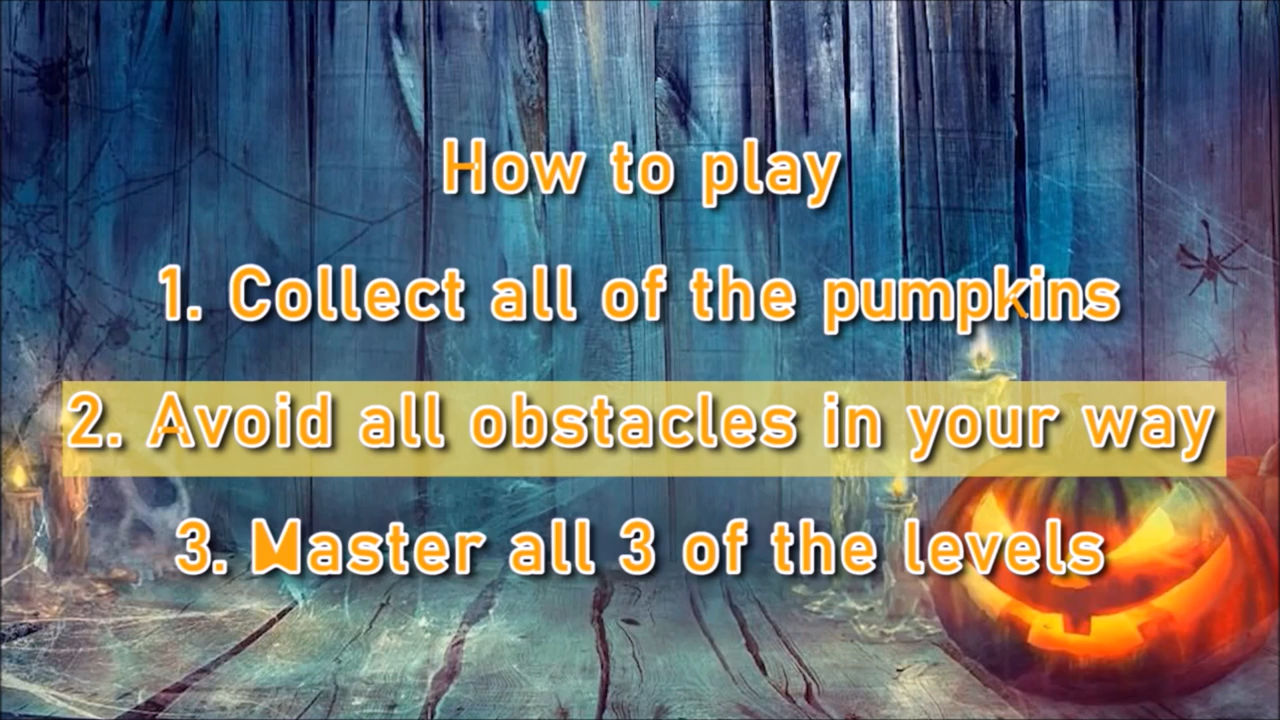 How to play
1. Collect all of the pumpkins
2. Avoid all obstacles in your way
3. Master all 3 of the levels